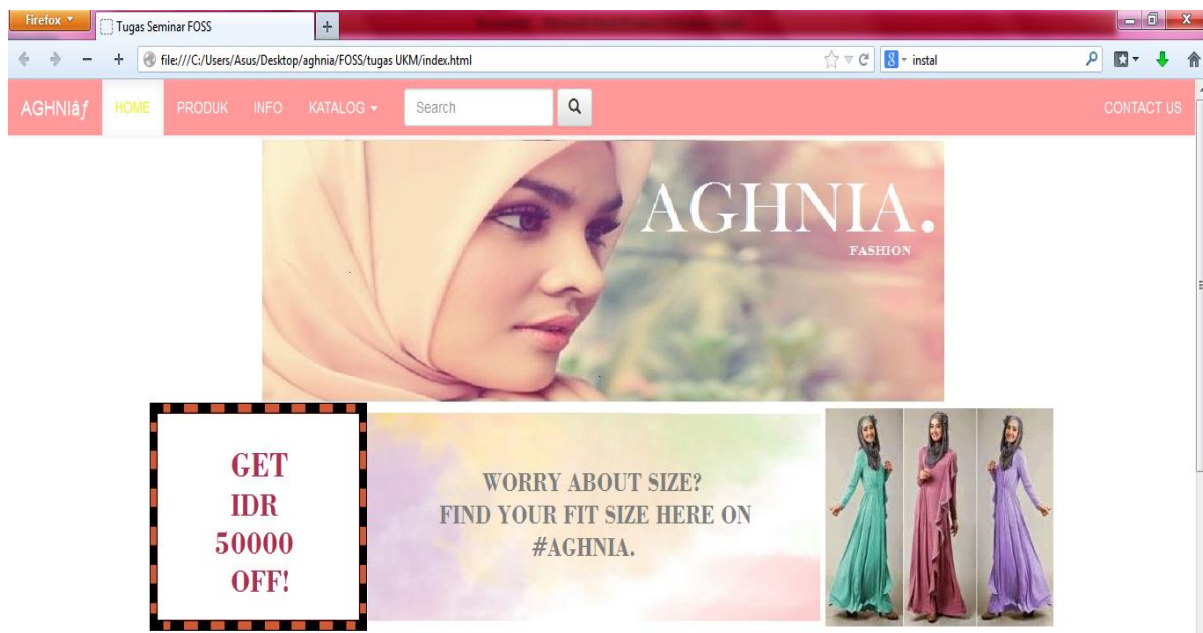 Firefox
Tugas Seminar FOSS
file:///C:/Users/Asus/Desktop/aghnia/FOSS/tugas UKM/index.html
instal
AGHNIâƒ HOME PRODUK INFO KATALOG Search CONTACT US
AGHNIA.
FASHION
GET
IDR
50000
OFF!
WORRY ABOUT SIZE?
FIND YOUR FIT SIZE HERE ON
#AGHNIA.